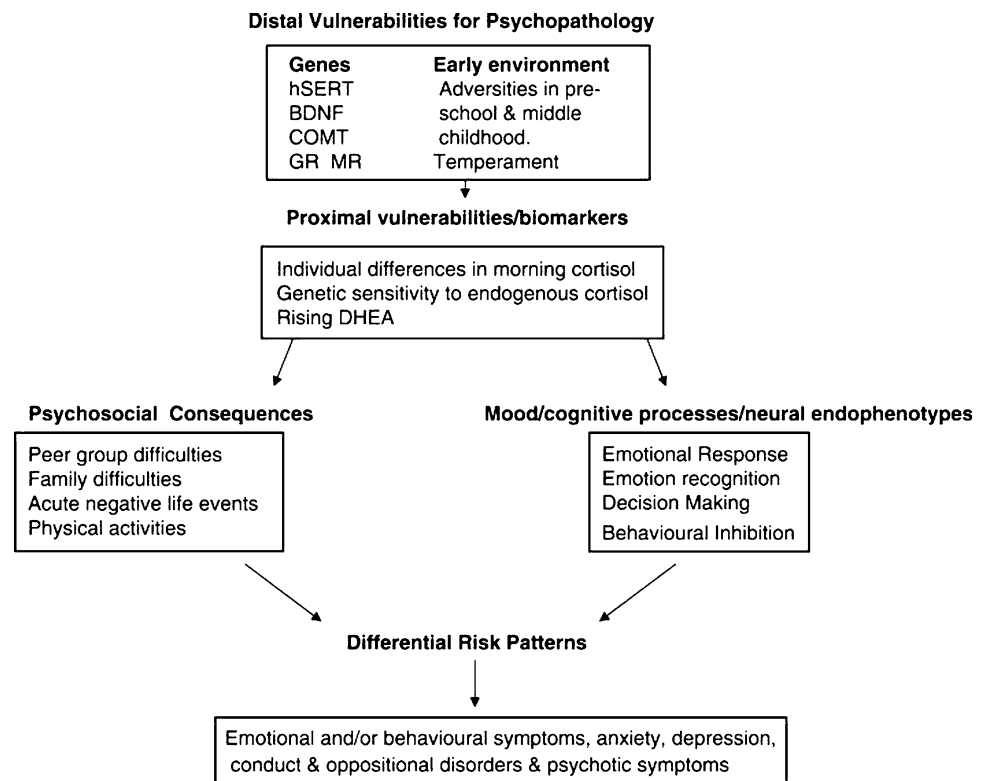 Distal Vulnerabilities for Psychopathology
Genes Early environment
hSERT Adversities in pre-
BDNF school & middle
COMT childhood.
GR MR Temperament
Proximal vulnerabilities/biomarkers
Individual differences in morning cortisol
Genetic sensitivity to endogenous cortisol
Rising DHEA
Psychosocial Consequences
Peer group difficulties
Family difficulties
Acute negative life events
Physical activities
Mood/cognitive processes/neural endophenotypes
Emotional Response
Emotion recognition
Decision Making
Behavioural Inhibition
Differential Risk Patterns
Emotional and/or behavioural symptoms, anxiety, depression,
conduct & oppositional disorders & psychotic symptoms